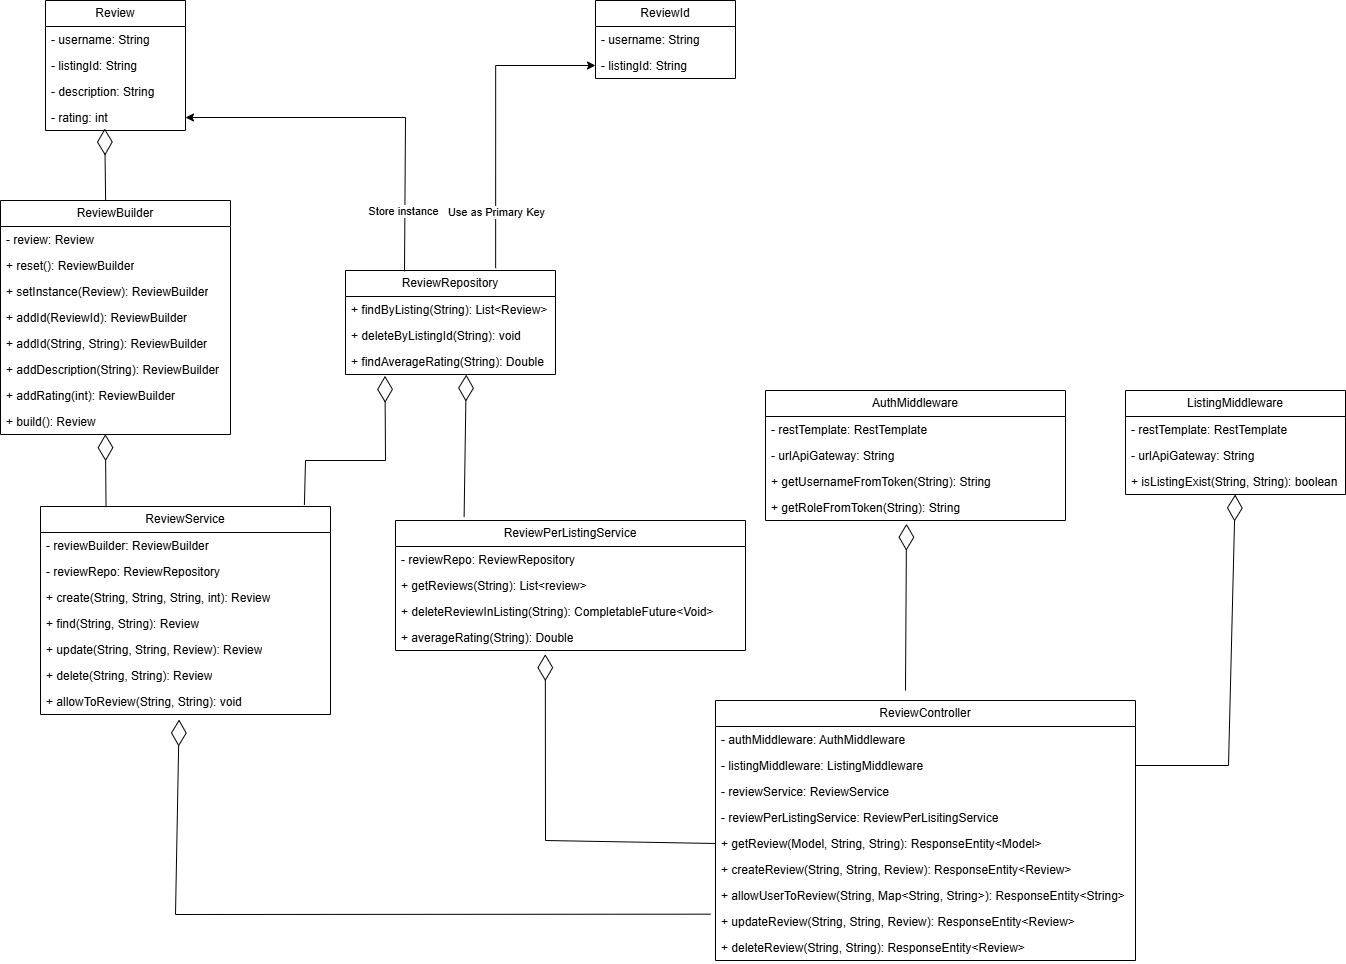 Review
- username: String
- listingId: String
- description: String
- rating: int
ReviewId
- username: String
- listingId: String
Store instance
Use as Primary Key
ReviewBuilder
- review: Review
+ reset(): ReviewBuilder
+ setInstance(Review): ReviewBuilder
+ addId(ReviewId): ReviewBuilder
+ addId(String, String): ReviewBuilder
+ addDescription(String): ReviewBuilder
+ addRating(int): ReviewBuilder
+ build(): Review
ReviewRepository
+ findByListing(String): List<Review>
+ deleteByListingId(String): void
+ findAverageRating(String): Double
AuthMiddleware
- restTemplate: RestTemplate
- urlApiGateway: String
+ getUsernameFromToken(String): String
+ getRoleFromToken(String): String
ListingMiddleware
- restTemplate: RestTemplate
- urlApiGateway: String
+ isListingExist(String, String): boolean
ReviewService
- reviewBuilder: ReviewBuilder
- reviewRepo: ReviewRepository
+ create(String, String, String, int): Review
+ find(String, String): Review
+ update(String, String, Review): Review
+ delete(String, String): Review
+ allowToReview(String, String): void
ReviewPerListingService
- reviewRepo: ReviewRepository
+ getReviews(String): List<review>
+ deleteReviewInListing(String): CompletableFuture<Void>
+ averageRating(String): Double
ReviewController
- authMiddleware: AuthMiddleware
- listingMiddleware: ListingMiddleware
- reviewService: ReviewService
- reviewPerListingService: ReviewPerLisitingService
+ getReview(Model, String, String): ResponseEntity<Model>
+ createReview(String, String, Review): ResponseEntity<Review>
+ allowUserToReview(String, Map<String, String>): ResponseEntity<String>
+ updateReview(String, String, Review): ResponseEntity<Review>
+ deleteReview(String, String): ResponseEntity<Review>